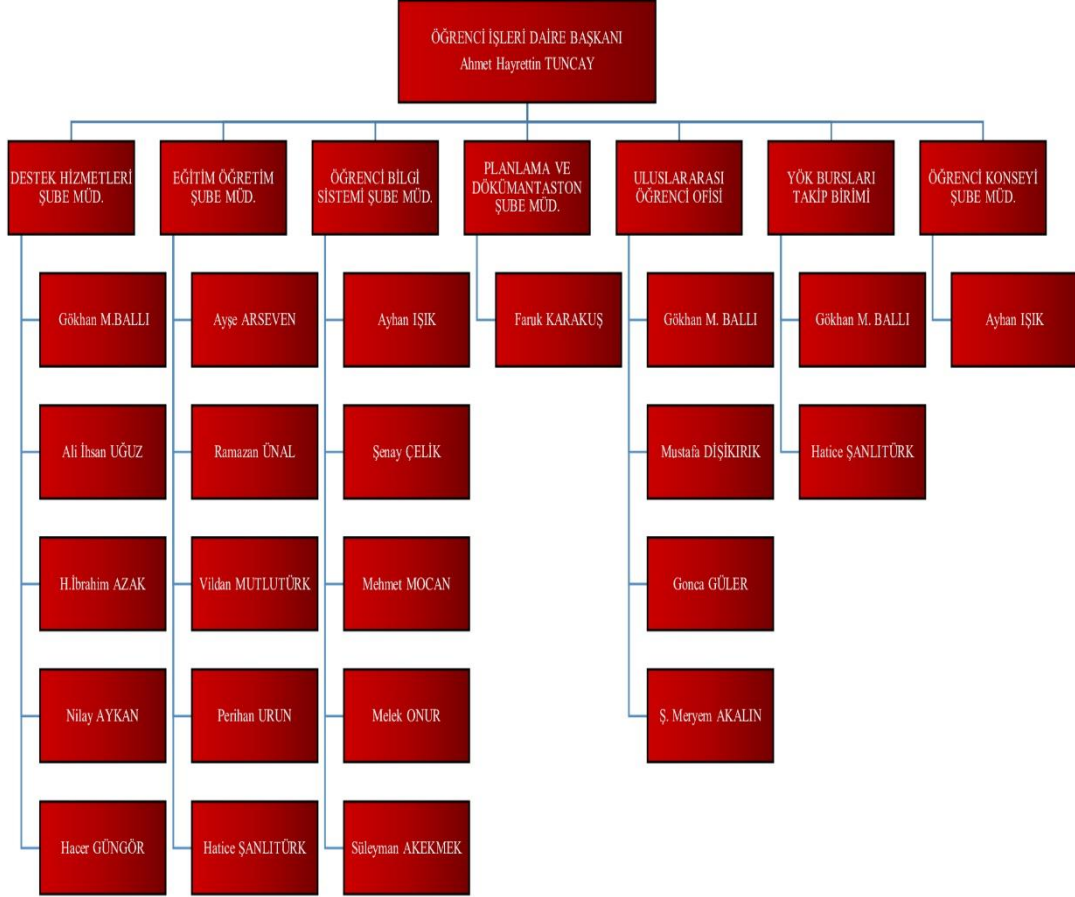 ÖĞRENCİ İŞLERİ DAİRE BAŞKANI
Ahmet Hayrettin TUNCAY
DESTEK HİZMETLERİ
ŞUBE MÜD.
EĞİTİM ÖĞRETİM
ŞUBE MÜD.
ÖĞRENCİ BİLGİ
SİSTEMİ ŞUBE MÜD.
PLANLAMA VE
DÖKÜMANTASTON
ŞUBE MÜD.
ULUSLARARASI
ÖĞRENCİ OFİSİ
YÖK BURSLARI
TAKİP BİRİMİ
ÖĞRENCİ KONSEYİ
ŞUBE MÜD.
Gökhan M.BALLI
Ayşe ARSEVEN
Ayhan IŞIK
Faruk KARAKUŞ
Gökhan M. BALLI
Gökhan M. BALLI
Ayhan IŞIK
Ali İhsan UĞUZ
Ramazan ÜNAL
Şenay ÇELİK
Mustafa DİŞİKIRIK
Hatice ŞANLITÜRK
H.İbrahim AZAK
Vildan MUTLUTÜRK
Mehmet MOCAN
Gonca GÜLER
Nilay AYKAN
Perihan URUN
Melek ONUR
Ş. Meryem AKALIN
Hacer GÜNGÖR
Hatice ŞANLITÜRK
Süleyman AKEKMEK